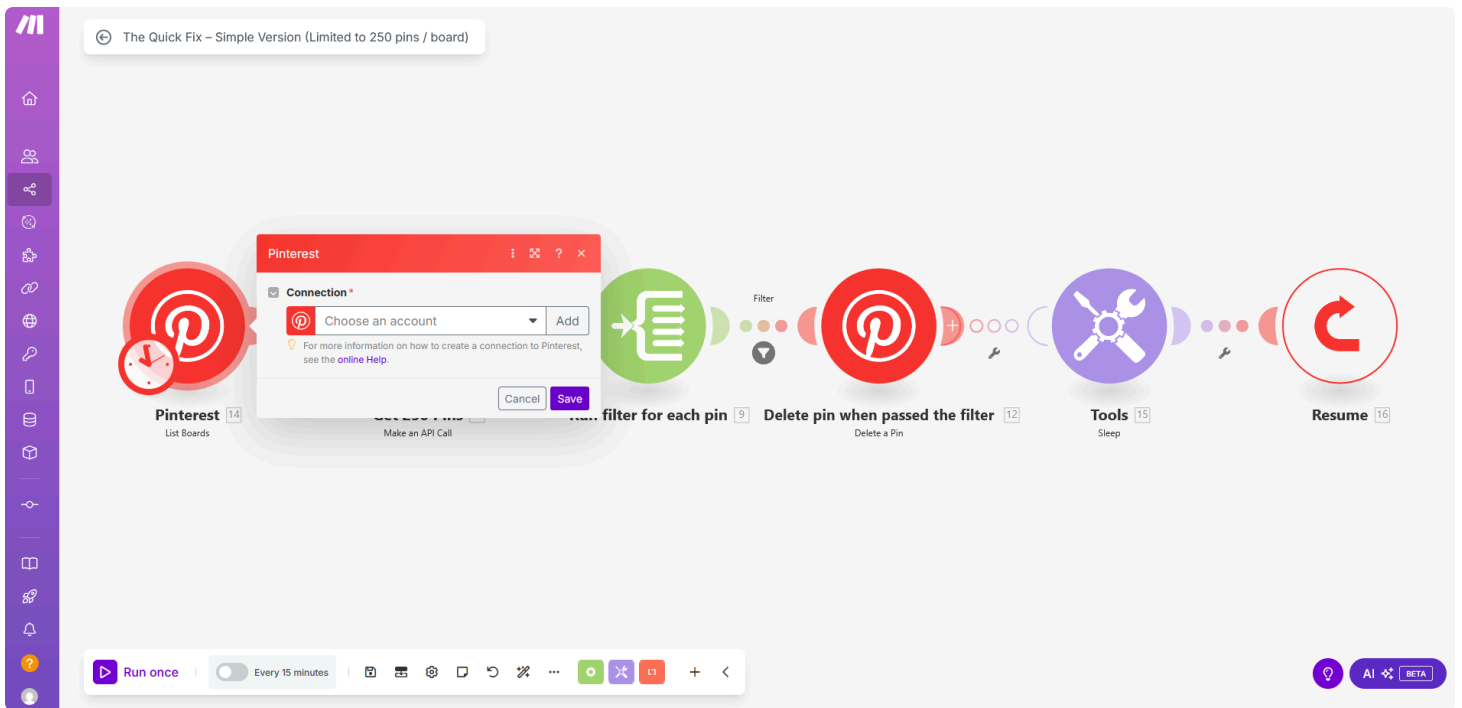 The Quick Fix – Simple Version (Limited to 250 pins / board)
Pinterest
Connection *
Choose an account
Add
For more information on how to create a connection to Pinterest,
see the online Help.
Cancel
Save
Filter
Pinterest 14
List Boards
Make an API Call
filter for each pin 9
Delete pin when passed the filter 12
Delete a Pin
Tools 15
Sleep
Resume 16
Run once
Every 15 minutes
AI BETA